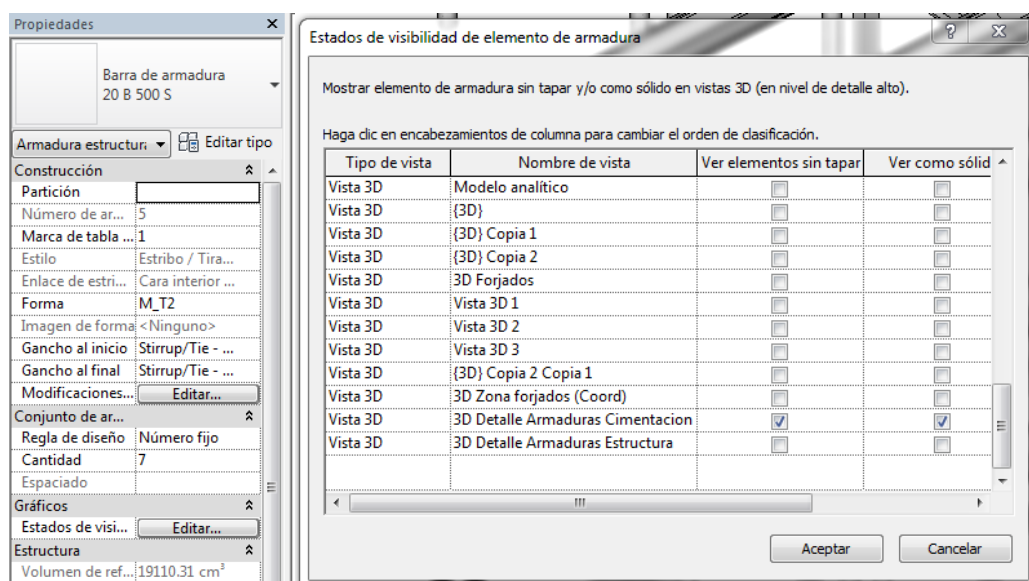 Propiedades
Barra de armadura
20 B 500 S
Armadura estructura
Editar tipo
Construcción
Partición
Número de ar... 5
Marca de tabla ... 1
Estilo Estribo / Tira...
Enlace de estri... Cara interior ...
Forma M_T2
Imagen de forma <Ninguno>
Gancho al inicio Stirrup/Tie - ...
Gancho al final Stirrup/Tie - ...
Modificaciones... Editar...
Conjunto de ar...
Regla de diseño Número fijo
Cantidad 7
Espaciado
Gráficos
Estados de visi... Editar...
Estructura
Volumen de ref... 19110.31 cm³
Estados de visibilidad de elemento de armadura
Mostrar elemento de armadura sin tapar y/o como sólido en vistas 3D (en nivel de detalle alto).
Haga clic en encabezamientos de columna para cambiar el orden de clasificación.
Tipo de vista Nombre de vista Ver elementos sin tapar Ver como sólid
Vista 3D Modelo analítico
Vista 3D {3D}
Vista 3D {3D} Copia 1
Vista 3D {3D} Copia 2
Vista 3D 3D Forjados
Vista 3D Vista 3D 1
Vista 3D Vista 3D 2
Vista 3D Vista 3D 3
Vista 3D {3D} Copia 2 Copia 1
Vista 3D 3D Zona forjados (Coord)
Vista 3D 3D Detalle Armaduras Cimentacion
Vista 3D 3D Detalle Armaduras Estructura
Aceptar Cancelar